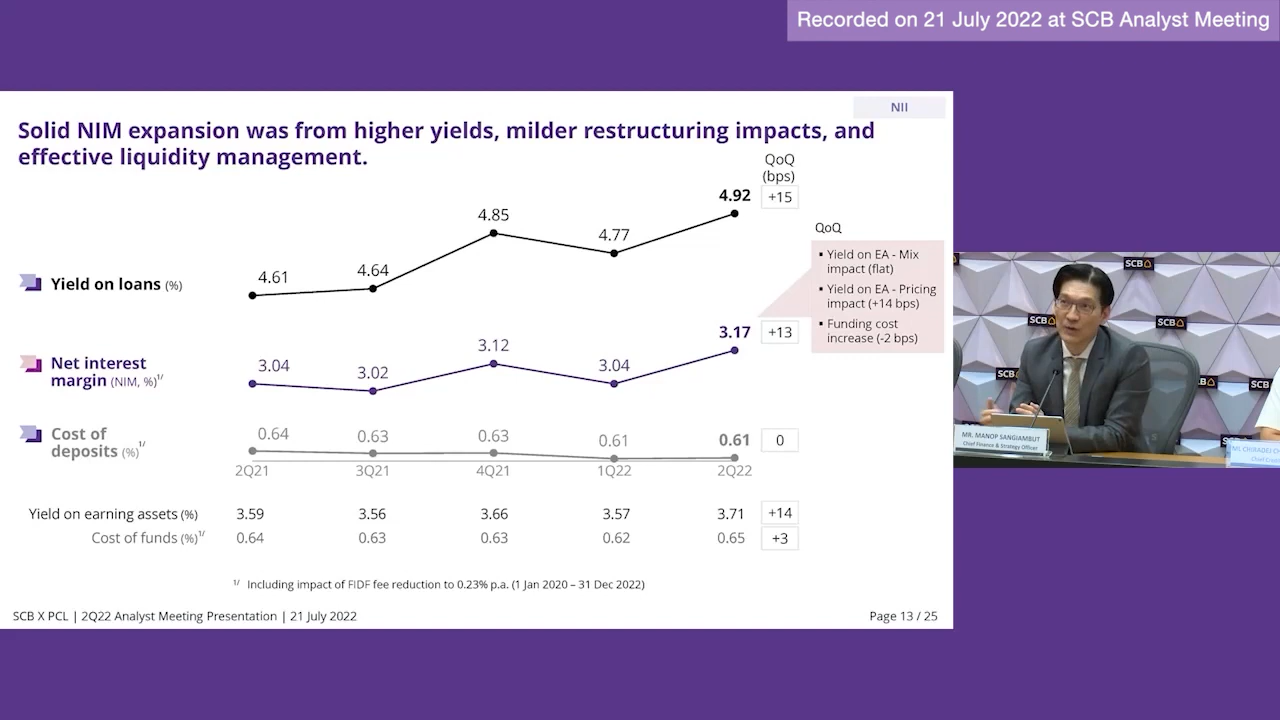 Recorded on 21 July 2022 at SCB Analyst Meeting
NII
Solid NIM expansion was from higher yields, milder restructuring impacts, and
effective liquidity management.
QoQ
(bps)
4.61
4.64
4.85
4.77
4.92
+15
Yield on loans (%)
QoQ
▪ Yield on EA - Mix
impact (flat)
▪ Yield on EA - Pricing
impact (+14 bps)
▪ Funding cost
increase (-2 bps)
Net interest
margin (NIM, %)1/
3.04
3.02
3.12
3.04
3.17
+13
Cost of
deposits (%)1/
0.64
0.63
0.63
0.61
0.61
0
2Q21
3Q21
4Q21
1Q22
2Q22
Yield on earning assets (%) 3.59 3.56 3.66 3.57 3.71 +14
Cost of funds (%)1/ 0.64 0.63 0.63 0.62 0.65 +3
1/ Including impact of FIDF fee reduction to 0.23% p.a. (1 Jan 2020 – 31 Dec 2022)
SCB X PCL | 2Q22 Analyst Meeting Presentation | 21 July 2022
Page 13 / 25
SCB
SCB
SCB
SCB
SCB
SCB
MR. MANOP SANGIAMBUT
Chief Finance & Strategy Officer
Chief